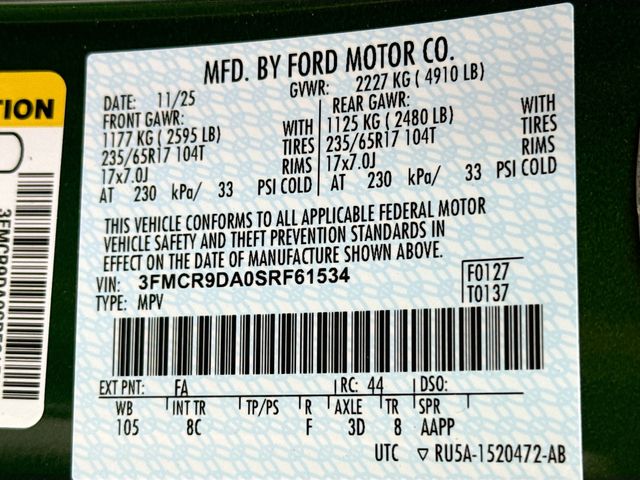 MFD. BY FORD MOTOR CO.
GVWR: 2227 KG ( 4910 LB)
DATE: 11/25
FRONT GAWR:
1177 KG ( 2595 LB) WITH
235/65R17 104T TIRES
17x7.0J RIMS
AT 230 kPa/ 33 PSI COLD
REAR GAWR: WITH
1125 KG ( 2480 LB) TIRES
235/65R17 104T RIMS
17x7.0J
AT 230 kPa/ 33 PSI COLD
THIS VEHICLE CONFORMS TO ALL APPLICABLE FEDERAL MOTOR
VEHICLE SAFETY AND THEFT PREVENTION STANDARDS IN
EFFECT ON THE DATE OF MANUFACTURE SHOWN ABOVE.
VIN: 3FMCR9DA0SRF61534
TYPE: MPV
F0127
T0137
EXT PNT: FA RC: 44 DSO:
WB INT TR TP/PS R AXLE TR SPR
105 8C F 3D 8 AAPP
UTC ▽ RU5A-1520472-AB